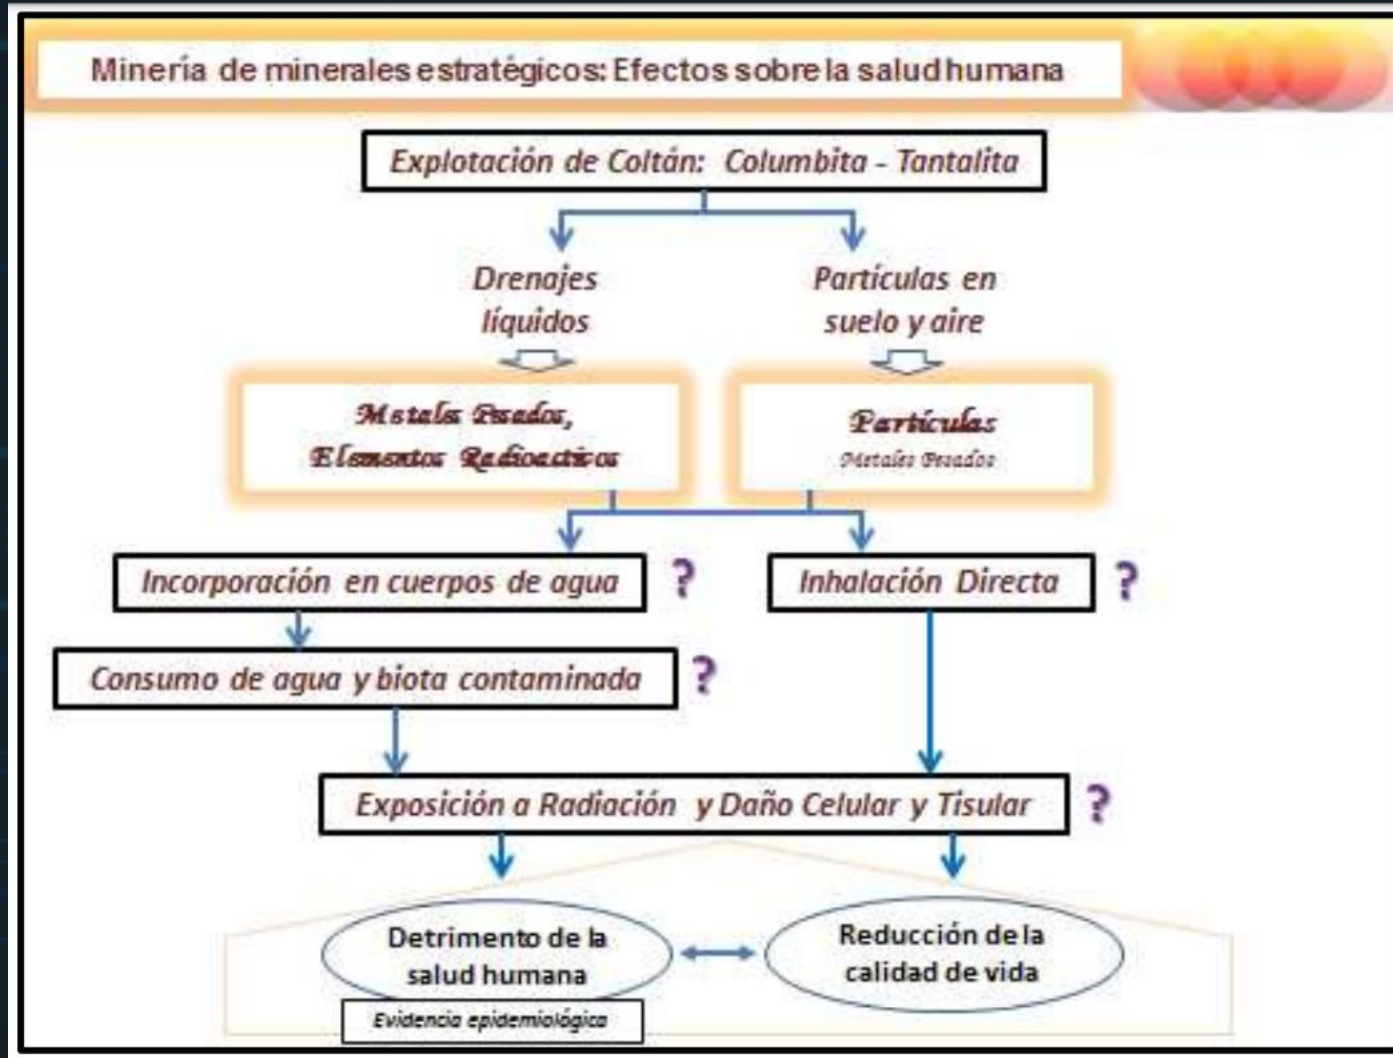 Minería de minerales estratégicos: Efectos sobre la salud humana
Explotación de Coltán: Columbita - Tantalita
Drenajes
líquidos
Partículas en
suelo y aire
Metales Pesados,
Elementos Radioactivos
Partículas
Metales Pesados
Incorporación en cuerpos de agua ?
Inhalación Directa ?
Consumo de agua y biota contaminada ?
Exposición a Radiación y Daño Celular y Tisular ?
Detrimento de la
salud humana
Evidencia epidemiológica
Reducción de la
calidad de vida